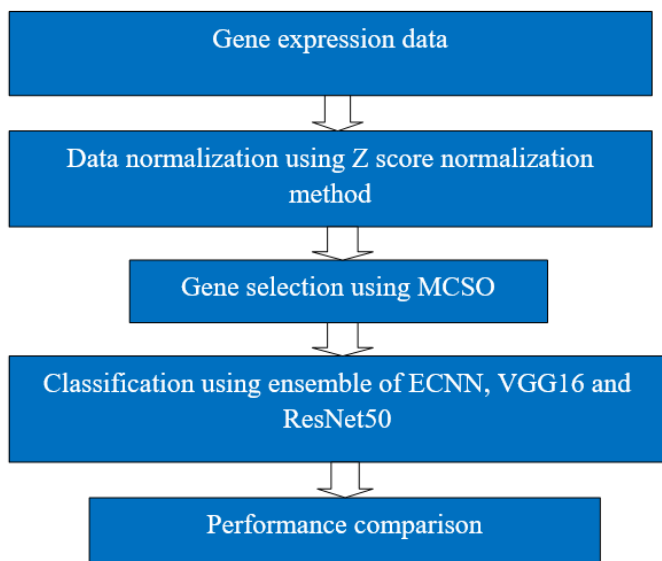 Gene expression data
Data normalization using Z score normalization
method
Gene selection using MCSO
Classification using ensemble of ECNN, VGG16 and
ResNet50
Performance comparison